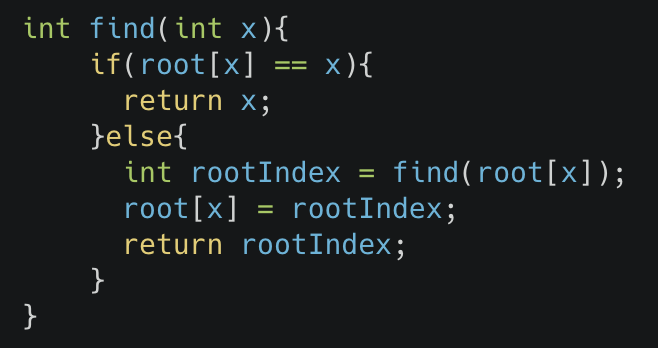 int find(int x){
    if(root[x] == x){
      return x;
    }else{
      int rootIndex = find(root[x]);
      root[x] = rootIndex;
      return rootIndex;
    }
}